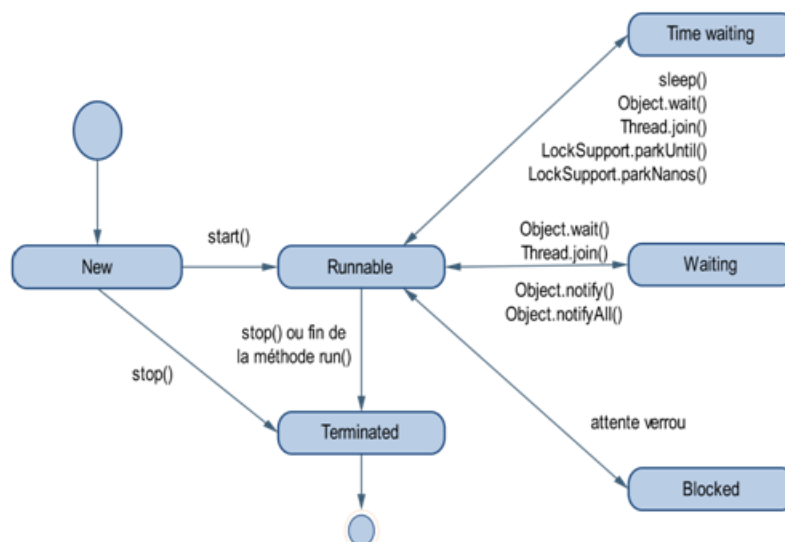 Time waiting
sleep()
Object.wait()
Thread.join()
LockSupport.parkUntil()
LockSupport.parkNanos()
start()
Object.wait()
Thread.join()
New
Runnable
Waiting
Object.notify()
Object.notifyAll()
stop() ou fin de
la méthode run()
stop()
attente verrou
Terminated
Blocked